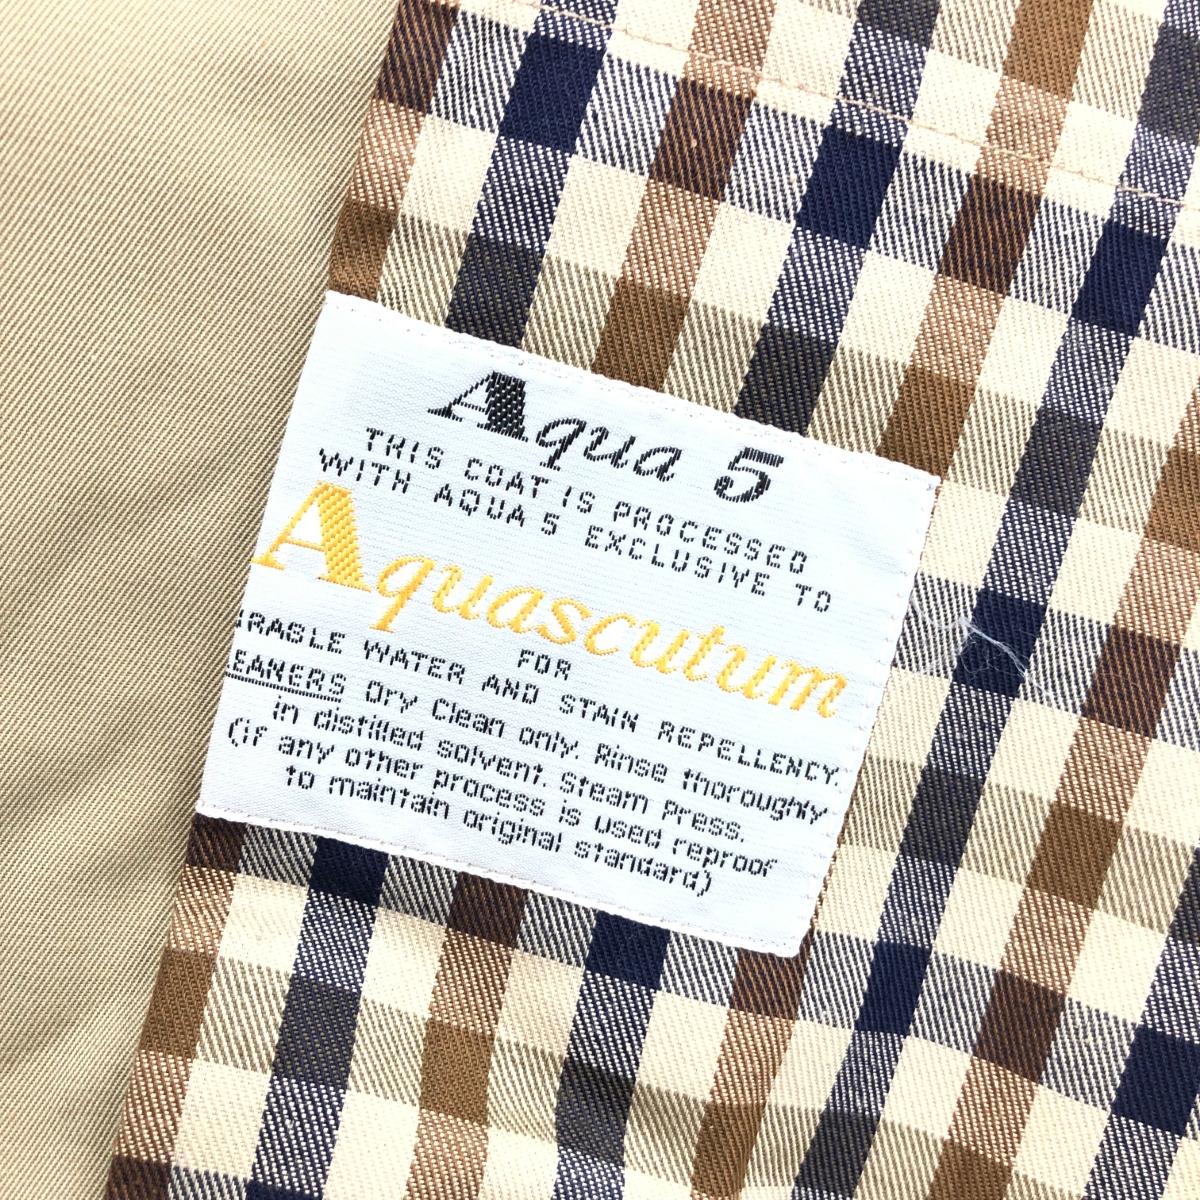 Aqua 5
THIS COAT IS PROCESSED
WITH AQUA 5 EXCLUSIVE TO
Aquascutum
FOR
URABLE WATER AND STAIN REPELLENCY.
LEANERS Dry Clean only. Rinse thoroughly
in distilled solvent. Steam Press.
(if any other process is used reproof
to maintain original standard)